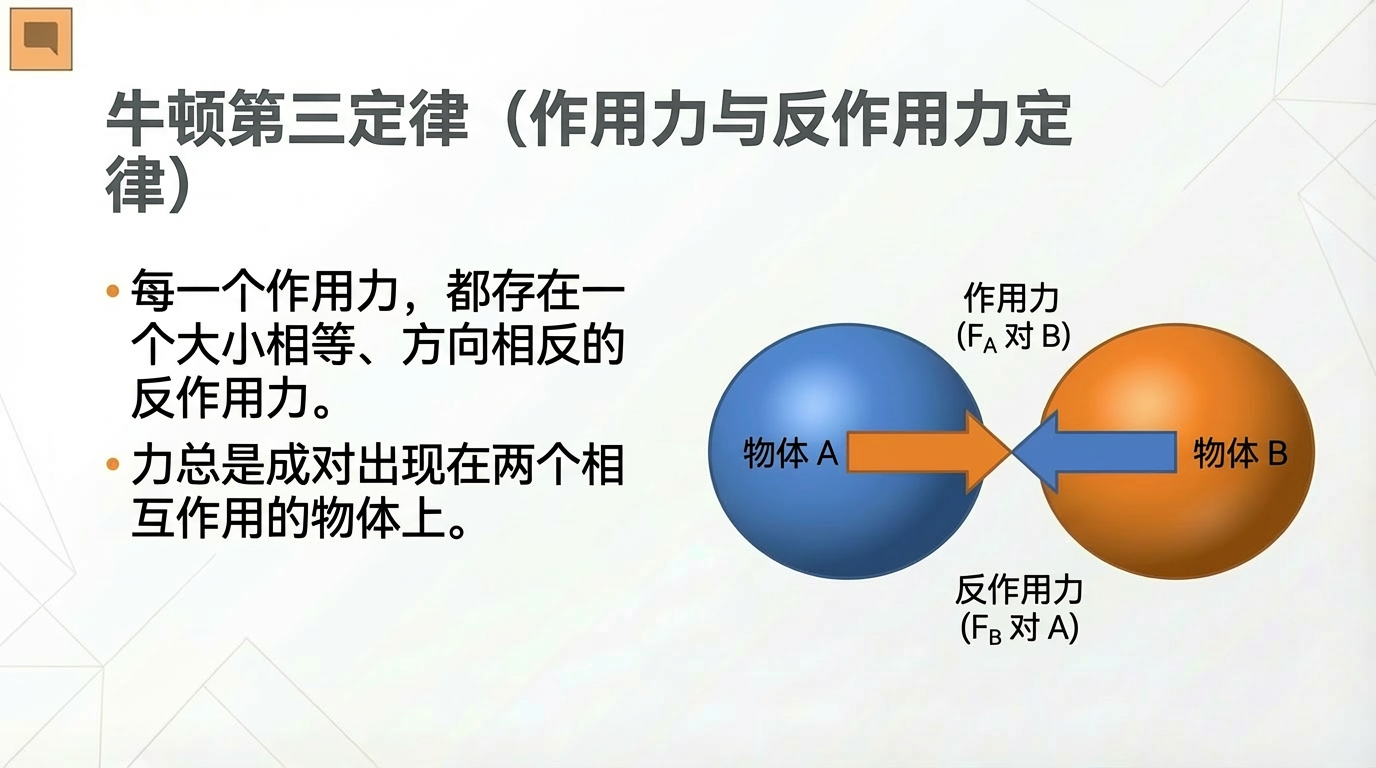 牛顿第三定律（作用力与反作用力定
律）
•每一个作用力，都存在一
个大小相等、方向相反的
反作用力。
•力总是成对出现在两个相
互作用的物体上。
作用力
(F_A 对 B)
物体 A
物体 B
反作用力
(F_B 对 A)